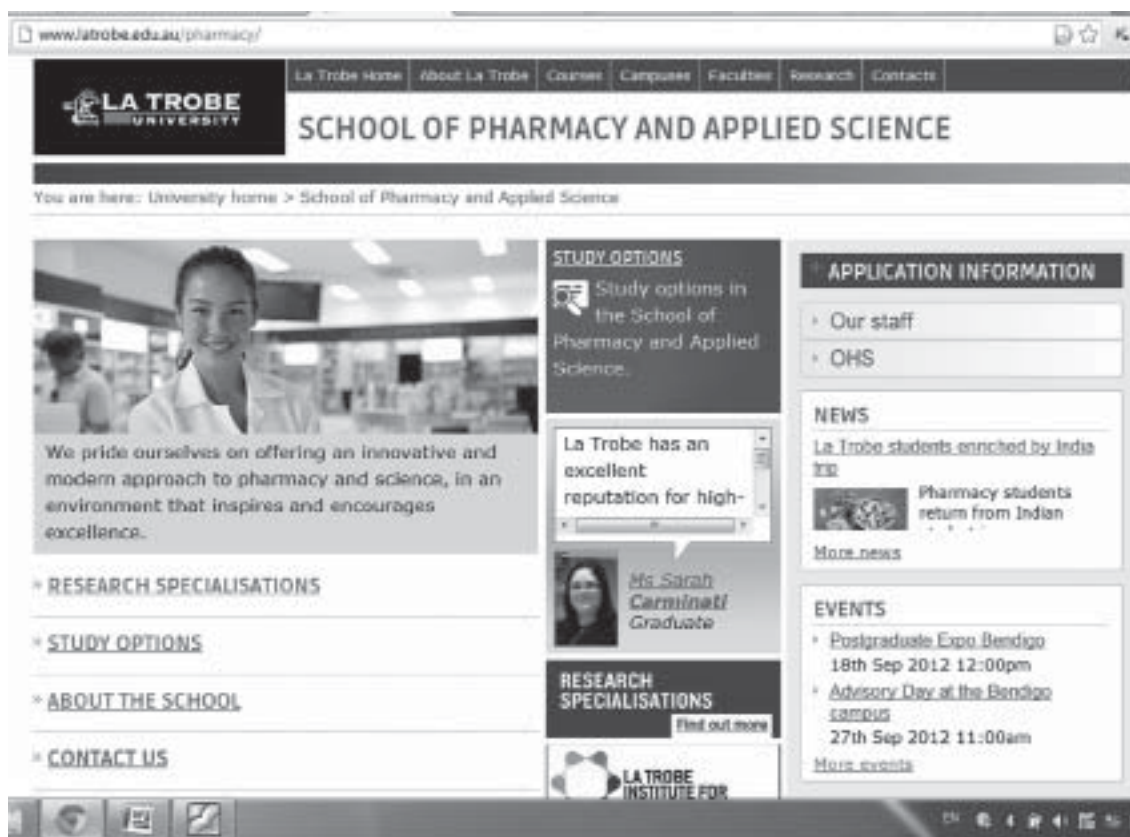 www.latrobe.edu.au/pharmacy/
La Trobe Home
About La Trobe
Courses
Campuses
Faculties
Research
Contacts
LA TROBE
UNIVERSITY
SCHOOL OF PHARMACY AND APPLIED SCIENCE
You are here: University home > School of Pharmacy and Applied Science
We pride ourselves on offering an innovative and
modern approach to pharmacy and science, in an
environment that inspires and encourages
excellence.
» RESEARCH SPECIALISATIONS
» STUDY OPTIONS
» ABOUT THE SCHOOL
» CONTACT US
STUDY OPTIONS
Study options in
the School of
Pharmacy and Applied
Science.
La Trobe has an
excellent
reputation for high-
Ms Sarah
Carminati
Graduate
RESEARCH
SPECIALISATIONS
Find out more
LA TROBE
INSTITUTE FOR
APPLICATION INFORMATION
Our staff
OHS
NEWS
La Trobe students enriched by India
trip
Pharmacy students
return from Indian
More news
EVENTS
Postgraduate Expo Bendigo
18th Sep 2012 12:00pm
Advisory Day at the Bendigo
campus
27th Sep 2012 11:00am
More events
EN